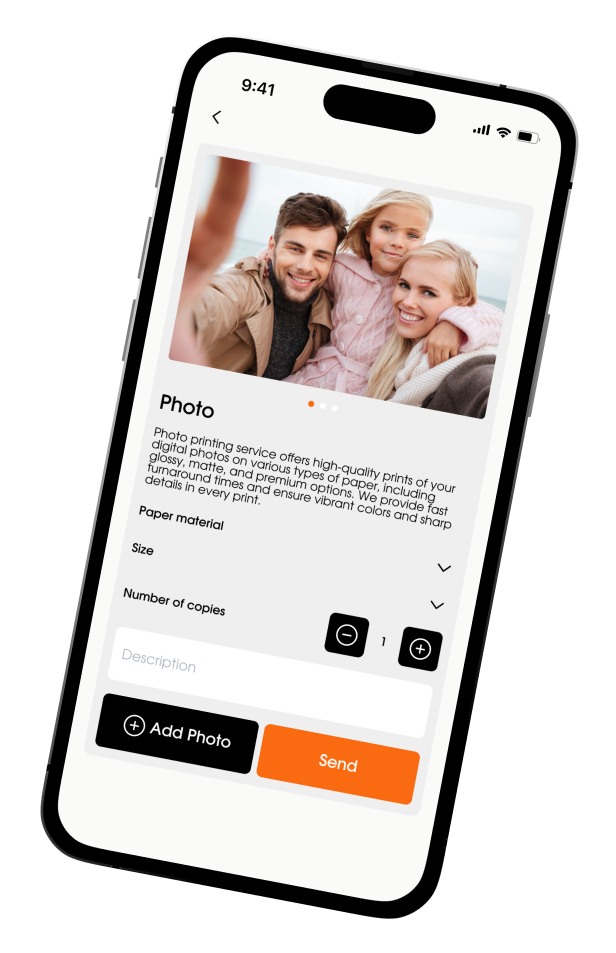 9:41
Photo
Photo printing service offers high-quality prints of your
digital photos on various types of paper, including
glossy, matte, and premium options. We provide fast
turnaround times and ensure vibrant colors and sharp
details in every print.
Paper material
Size
Number of copies
1
Description
Add Photo
Send